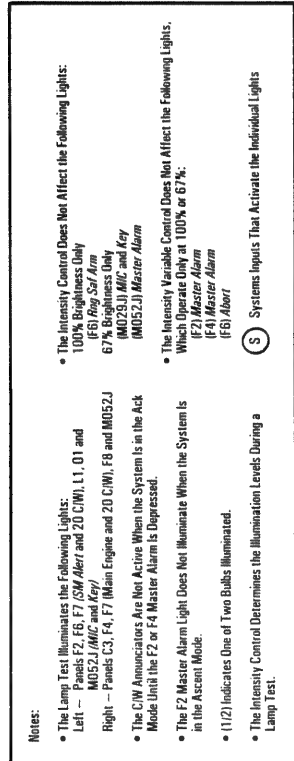 Notes:
• The Lamp Test Illuminates the Following Lights:
Left — Panels F2, F6, F7 (SM Alert and 20 C/W), L1, O1 and
M052J (MIC and Key)
Right — Panels C3, F4, F7 (Main Engine and 20 C/W), F8 and M052J
• The C/W Annunciators Are Not Active When the System Is in the Ack
Mode Until the F2 or F4 Master Alarm Is Depressed.
• The F2 Master Alarm Light Does Not Illuminate When the System Is
in the Ascent Mode.
• (1/2) Indicates One of Two Bulbs Illuminated.
• The Intensity Control Determines the Illumination Levels During a
Lamp Test.
• The Intensity Control Does Not Affect the Following Lights:
100% Brightness Only
(F6) Rng Saf Arm
67% Brightness Only
(M029J) MIC and Key
(M052J) Master Alarm
• The Intensity Variable Control Does Not Affect the Following Lights,
Which Operate Only at 100% or 67%:
(F2) Master Alarm
(F4) Master Alarm
(F6) Abort
S Systems Inputs That Activate the Individual Lights